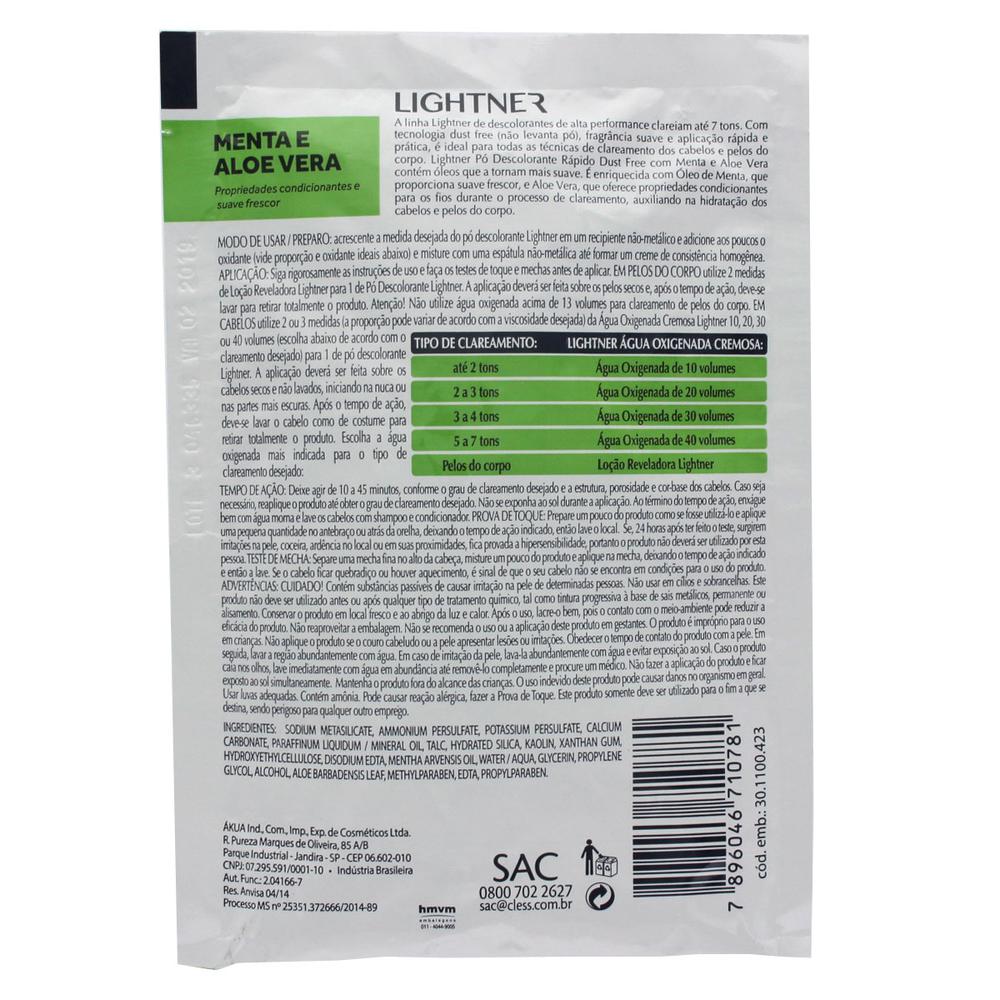 LIGHTNER
A linha Lightner de descolorantes de alta performance clareiam até 7 tons. Com
tecnologia dust free (não levanta pó), fragrância suave e aplicação rápida e
prática, é ideal para todas as técnicas de clareamento dos cabelos e pelos do
corpo. Lightner Pó Descolorante Rápido Dust Free com Menta e Aloe Vera
contém óleos que a tornam mais suave. É enriquecida com Óleo de Menta, que
proporciona suave frescor, e Aloe Vera, que oferece propriedades condicionantes
para os fios durante o processo de clareamento, auxiliando na hidratação dos
cabelos e pelos do corpo.
MENTA E
ALOE VERA
Propriedades condicionantes e
suave frescor
MODO DE USAR / PREPARO: acrescente a medida desejada do pó descolorante Lightner em um recipiente não-metálico e adicione aos poucos o
oxidante (vide proporção e oxidante ideais abaixo) e misture com uma espátula não-metálica até formar um creme de consistência homogênea.
APLICAÇÃO: Siga rigorosamente as instruções de uso e faça os testes de toque e mechas antes de aplicar. EM PELOS DO CORPO utilize 2 medidas
de Loção Reveladora Lightner para 1 de Pó Descolorante Lightner. A aplicação deverá ser feita sobre os pelos secos e, após o tempo de ação, deve-se
lavar para retirar totalmente o produto. Atenção! Não utilize água oxigenada acima de 13 volumes para clareamento de pelos do corpo. EM
CABELOS utilize 2 ou 3 medidas (a proporção pode variar de acordo com a viscosidade desejada) da Água Oxigenada Cremosa Lightner 10, 20, 30
ou 40 volumes (escolha abaixo de acordo com o
clareamento desejado) para 1 de pó descolorante
Lightner. A aplicação deverá ser feita sobre os
cabelos secos e não lavados, iniciando na nuca ou
nas partes mais escuras. Após o tempo de ação,
deve-se lavar o cabelo como de costume para
retirar totalmente o produto. Escolha a água
oxigenada mais indicada para o tipo de
clareamento desejado:
TIPO DE CLAREAMENTO: LIGHTNER ÁGUA OXIGENADA CREMOSA:
até 2 tons Água Oxigenada de 10 volumes
2 a 3 tons Água Oxigenada de 20 volumes
3 a 4 tons Água Oxigenada de 30 volumes
5 a 7 tons Água Oxigenada de 40 volumes
Pelos do corpo Loção Reveladora Lightner
TEMPO DE AÇÃO: Deixe agir de 10 a 45 minutos, conforme o grau de clareamento desejado e a estrutura, porosidade e cor-base dos cabelos. Caso seja
necessário, reaplique o produto até obter o grau de clareamento desejado. Não se exponha ao sol durante a aplicação. Ao término do tempo de ação, enxágue
bem com água morna e lave os cabelos com shampoo e condicionador. PROVA DE TOQUE: Prepare um pouco do produto como se fosse utilizá-lo e aplique
uma pequena quantidade no antebraço ou atrás da orelha, deixando o tempo de ação indicado, então lave o local. Se, 24 horas após ter feito o teste, surgirem
irritações na pele, coceira, ardência no local ou em suas proximidades, fica provada a hipersensibilidade, portanto o produto não deverá ser utilizado por esta
pessoa. TESTE DE MECHA: Separe uma mecha fina no alto da cabeça, misture um pouco do produto e aplique na mecha, deixando o tempo de ação indicado
e então a lave. Se o cabelo ficar quebradiço ou houver aquecimento, é sinal de que o seu cabelo não se encontra em condições para o uso do produto.
ADVERTÊNCIAS: CUIDADO! Contém substâncias passíveis de causar irritação na pele de determinadas pessoas. Não usar em cílios e sobrancelhas. Este
produto não deve ser utilizado antes ou após qualquer tipo de tratamento químico, tal como tintura progressiva à base de sais metálicos, permanente ou
alisamento. Conservar o produto em local fresco e ao abrigo da luz e calor. Após o uso, lacre-o bem, pois o contato com o meio-ambiente pode reduzir a
eficácia do produto. Não reaproveitar a embalagem. Não se recomenda o uso ou a aplicação deste produto em gestantes. O produto é impróprio para o uso
em crianças. Não aplique o produto se o couro cabeludo ou a pele apresentar lesões ou irritações. Obedecer o tempo de contato do produto com a pele. Em
seguida, lavar a região abundantemente com água. Em caso de irritação da pele, lava-la abundantemente com água e evitar exposição ao sol. Caso o produto
caia nos olhos, lave imediatamente com água em abundância até removê-lo completamente e procure um médico. Não fazer a aplicação do produto e ficar
exposto ao sol simultaneamente. Mantenha o produto fora do alcance das crianças. O uso indevido deste produto pode causar danos no organismo em geral.
Usar luvas adequadas. Contém amônia. Pode causar reação alérgica, fazer a Prova de Toque. Este produto somente deve ser utilizado para o fim a que se
destina, sendo perigoso para qualquer outro emprego.
INGREDIENTES: SODIUM METASILICATE, AMMONIUM PERSULFATE, POTASSIUM PERSULFATE, CALCIUM
CARBONATE, PARAFFINUM LIQUIDUM / MINERAL OIL, TALC, HYDRATED SILICA, KAOLIN, XANTHAN GUM,
HYDROXYETHYLCELLULOSE, DISODIUM EDTA, MENTHA ARVENSIS OIL, WATER / AQUA, GLYCERIN, PROPYLENE
GLYCOL, ALCOHOL, ALOE BARBADENSIS LEAF, METHYLPARABEN, EDTA, PROPYLPARABEN.
ÁKUA Ind., Com., Imp., Exp. de Cosméticos Ltda.
R. Pureza Marques de Oliveira, 85 A/B
Parque Industrial - Jandira - SP - CEP 06.602-010
CNPJ: 07.295.591/0001-10 • Indústria Brasileira
Aut. Func.: 2.04166-7
Res. Anvisa 04/14
Processo MS nº 25351.372666/2014-89
hmvm
embalagens
011 - 4044-9005
SAC
0800 702 2627
sac@cless.com.br
7 896046 710781
cód. emb.: 30.1100.423
Val 02 2019